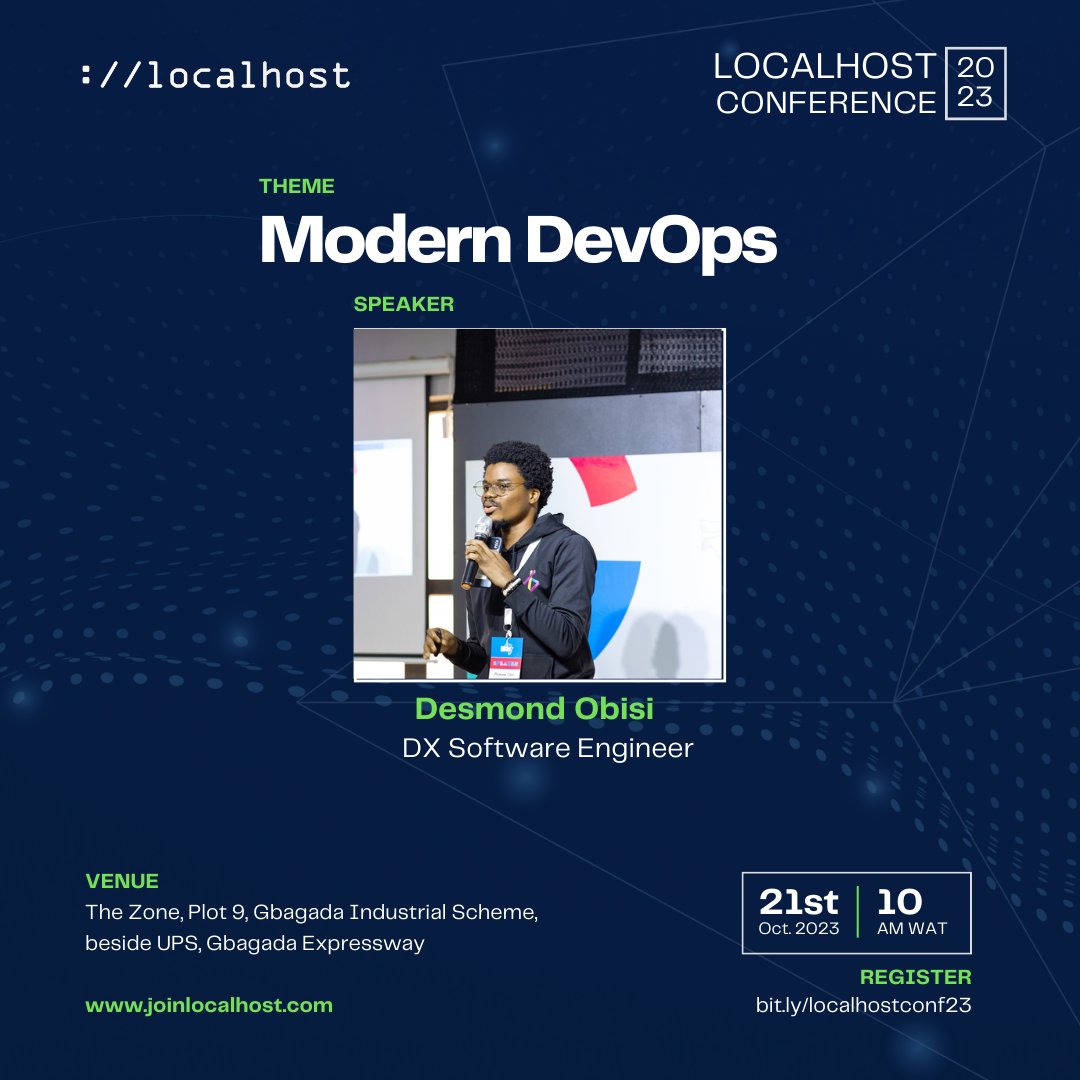 ://localhost
LOCALHOST
CONFERENCE
20
23
THEME
Modern DevOps
SPEAKER
SPEAKER
Desmond Obisi
DX Software Engineer
VENUE
The Zone, Plot 9, Gbagada Industrial Scheme,
beside UPS, Gbagada Expressway
www.joinlocalhost.com
21st
Oct. 2023
10
AM WAT
REGISTER
bit.ly/localhostconf23